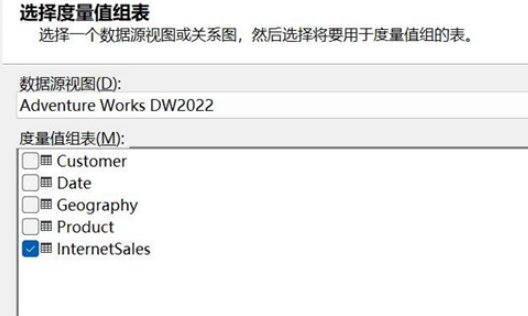 选择度量值组表
选择一个数据源视图或关系图，然后选择将要用于度量值组的表。
数据源视图(D):
Adventure Works DW2022
度量值组表(M):
Customer
Date
Geography
Product
InternetSales